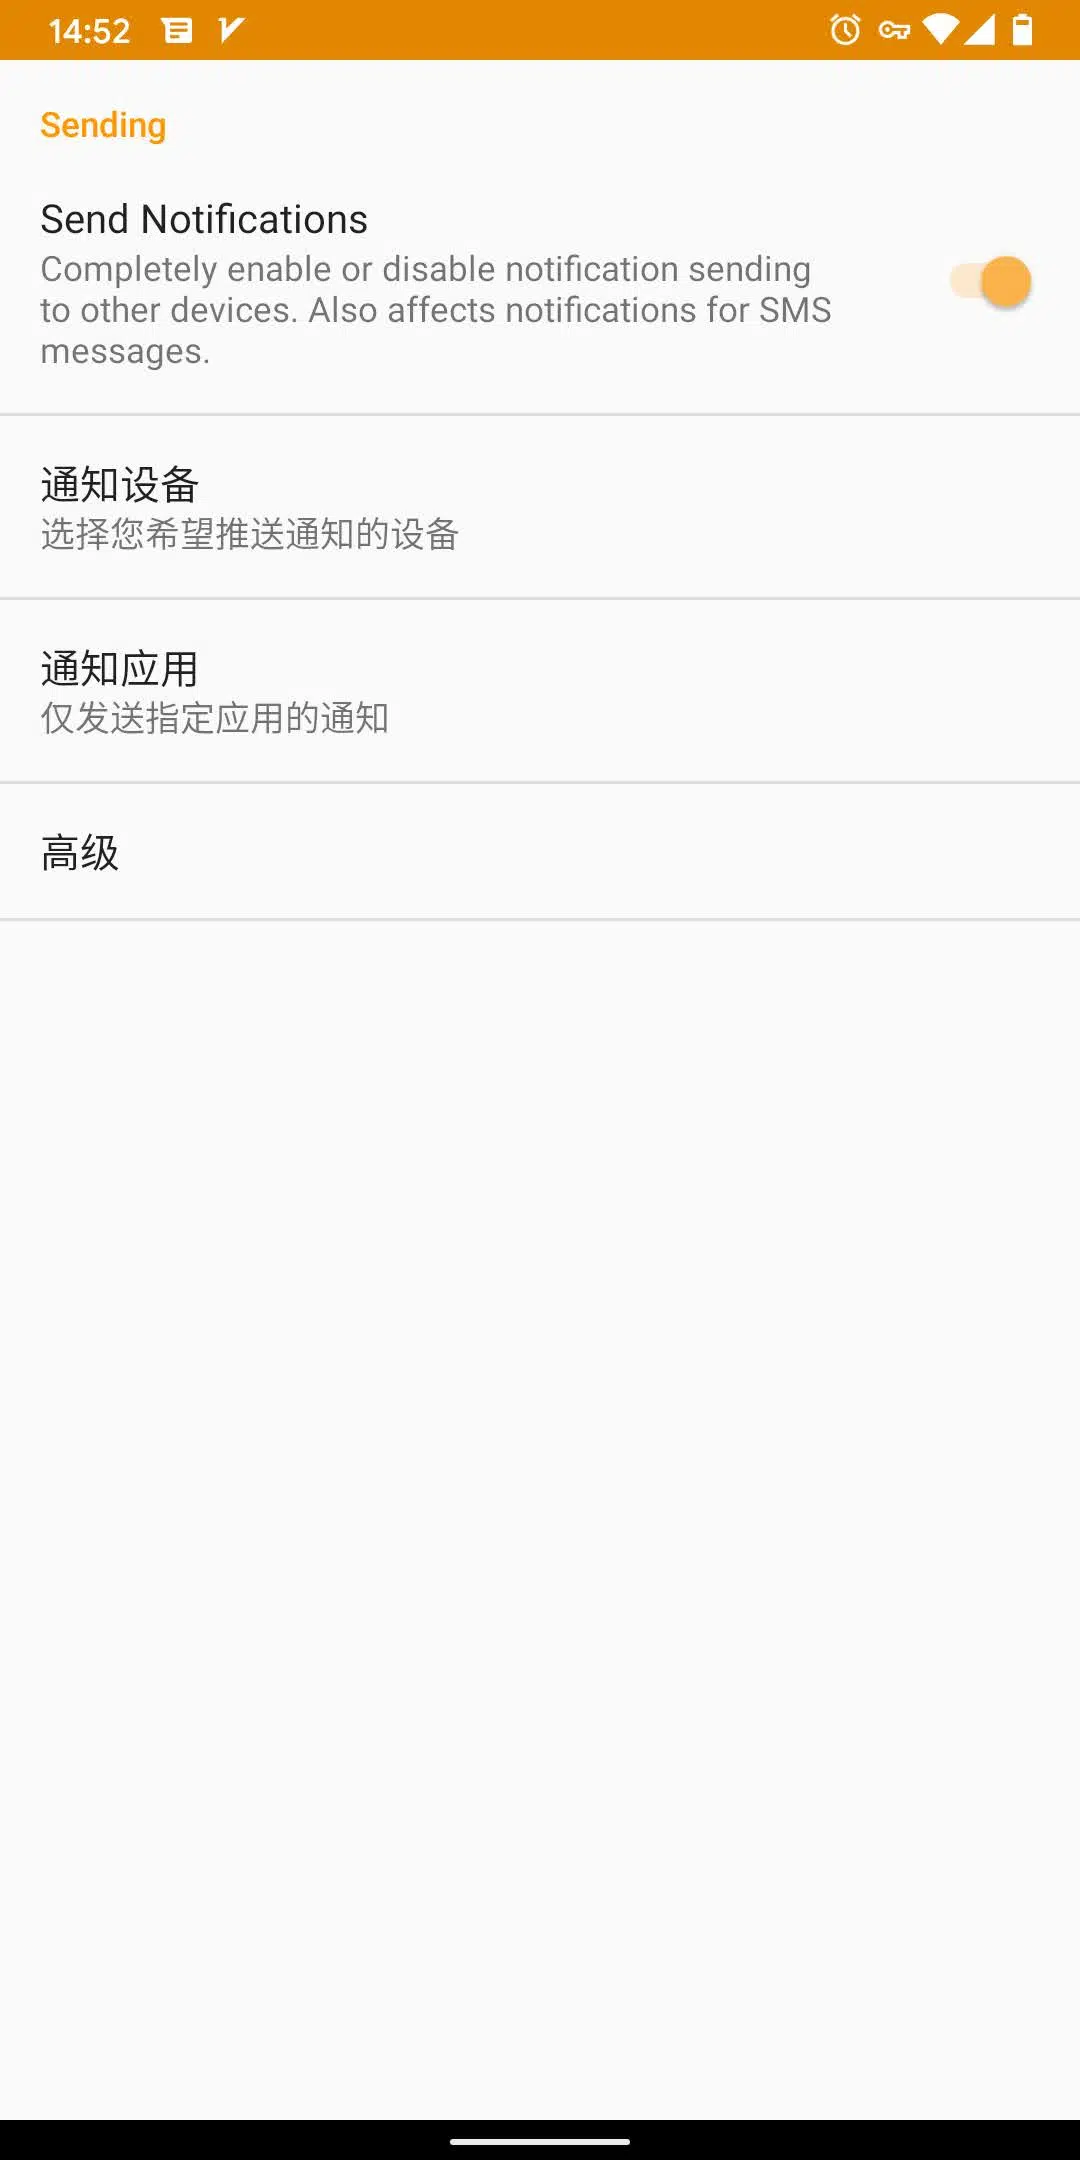 14:52
Sending
Send Notifications
Completely enable or disable notification sending
to other devices. Also affects notifications for SMS
messages.
通知设备
选择您希望推送通知的设备
通知应用
仅发送指定应用的通知
高级